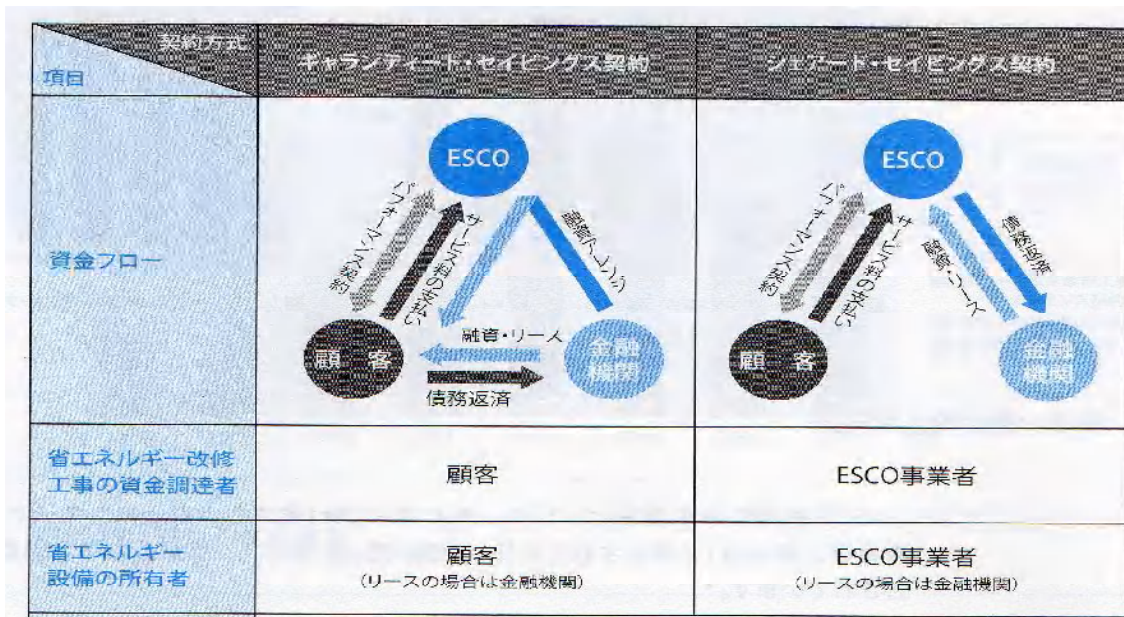 契約方式
項目
ギャランティート・セイビングス契約
シェアード・セイビングス契約
資金フロー
ESCO
パフォーマンス契約
サービス料の支払い
融資アレンジ
顧 客
融資・リース
債務返済
金融
機関
ESCO
パフォーマンス契約
サービス料の支払い
債務返済
融資・リース
顧 客
金融
機関
省エネルギー改修
工事の資金調達者
顧客
ESCO事業者
省エネルギー
設備の所有者
顧客
(リースの場合は金融機関)
ESCO事業者
(リースの場合は金融機関)